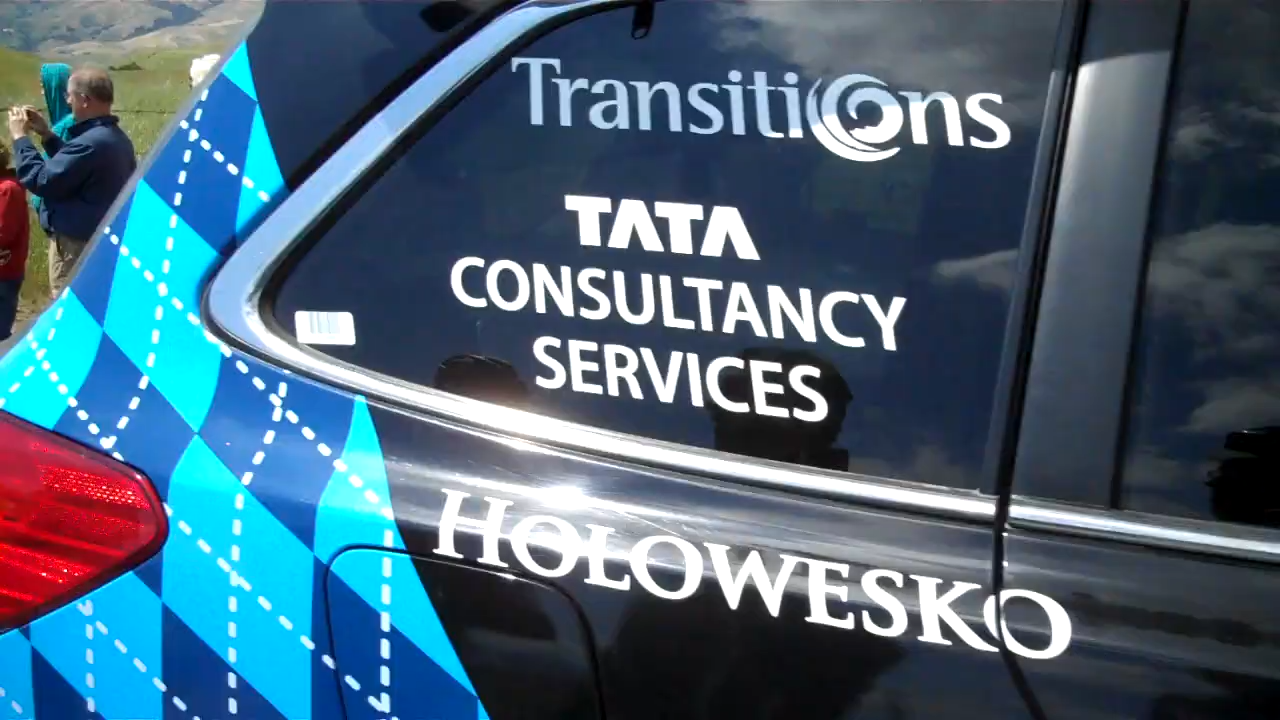 Transitions
TATA
CONSULTANCY
SERVICES
HOLOWESKO